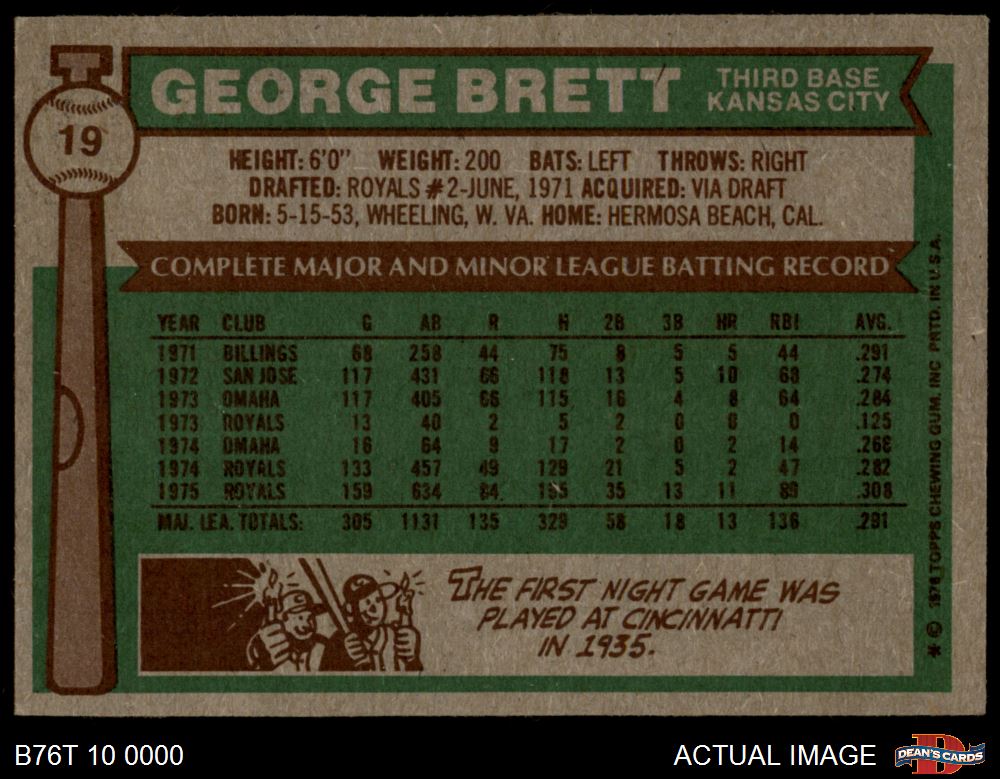 19
GEORGE BRETT
THIRD BASE
KANSAS CITY
HEIGHT: 6'0" WEIGHT: 200 BATS: LEFT THROWS: RIGHT
DRAFTED: ROYALS #2-JUNE, 1971 ACQUIRED: VIA DRAFT
BORN: 5-15-53, WHEELING, W. VA. HOME: HERMOSA BEACH, CAL.
COMPLETE MAJOR AND MINOR LEAGUE BATTING RECORD
YEAR CLUB G AB R H 2B 3B HR RBI AVG.
1971 BILLINGS 68 258 44 75 8 5 5 44 .291
1972 SAN JOSE 117 431 66 118 13 5 10 68 .274
1973 OMAHA 117 405 66 115 16 4 8 64 .284
1973 ROYALS 13 40 2 5 2 0 0 0 .125
1974 OMAHA 16 64 9 17 2 0 2 14 .266
1974 ROYALS 133 457 49 129 21 5 2 47 .282
1975 ROYALS 159 634 84 195 35 13 11 89 .308
MAJ. LEA. TOTALS: 305 1131 135 329 58 18 13 136 .291
THE FIRST NIGHT GAME WAS
PLAYED AT CINCINNATTI
IN 1935.
* © 1976 TOPPS CHEWING GUM. INC PRTD. IN U.S.A.
B76T 10 0000
ACTUAL IMAGE
DEAN'S CARDS